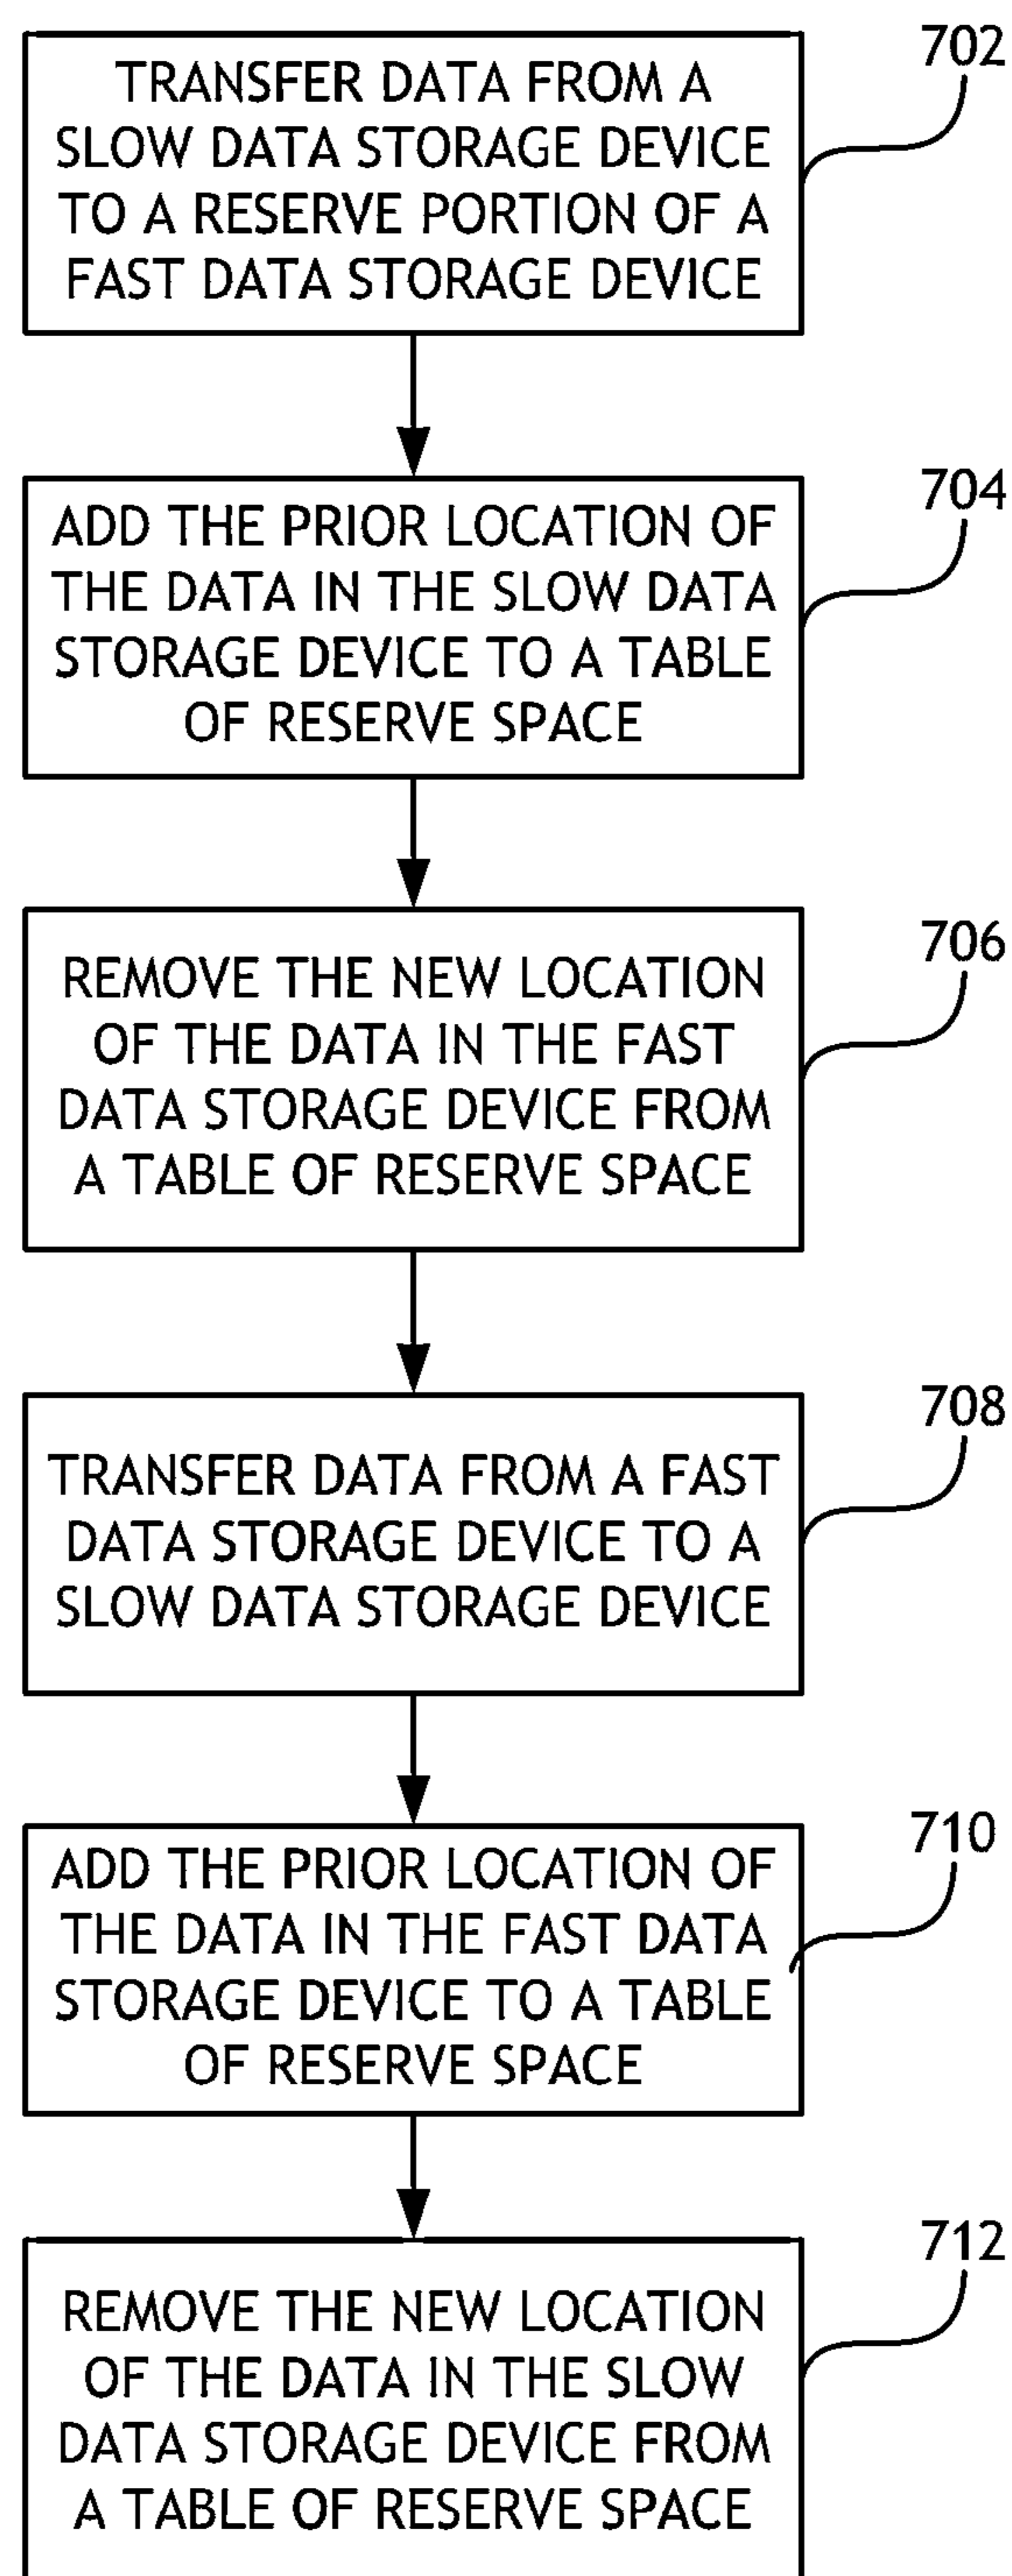 702
TRANSFER DATA FROM A
SLOW DATA STORAGE DEVICE
TO A RESERVE PORTION OF A
FAST DATA STORAGE DEVICE
704
ADD THE PRIOR LOCATION OF
THE DATA IN THE SLOW DATA
STORAGE DEVICE TO A TABLE
OF RESERVE SPACE
706
REMOVE THE NEW LOCATION
OF THE DATA IN THE FAST
DATA STORAGE DEVICE FROM
A TABLE OF RESERVE SPACE
708
TRANSFER DATA FROM A FAST
DATA STORAGE DEVICE TO A
SLOW DATA STORAGE DEVICE
710
ADD THE PRIOR LOCATION OF
THE DATA IN THE FAST DATA
STORAGE DEVICE TO A TABLE
OF RESERVE SPACE
712
REMOVE THE NEW LOCATION
OF THE DATA IN THE SLOW
DATA STORAGE DEVICE FROM
A TABLE OF RESERVE SPACE